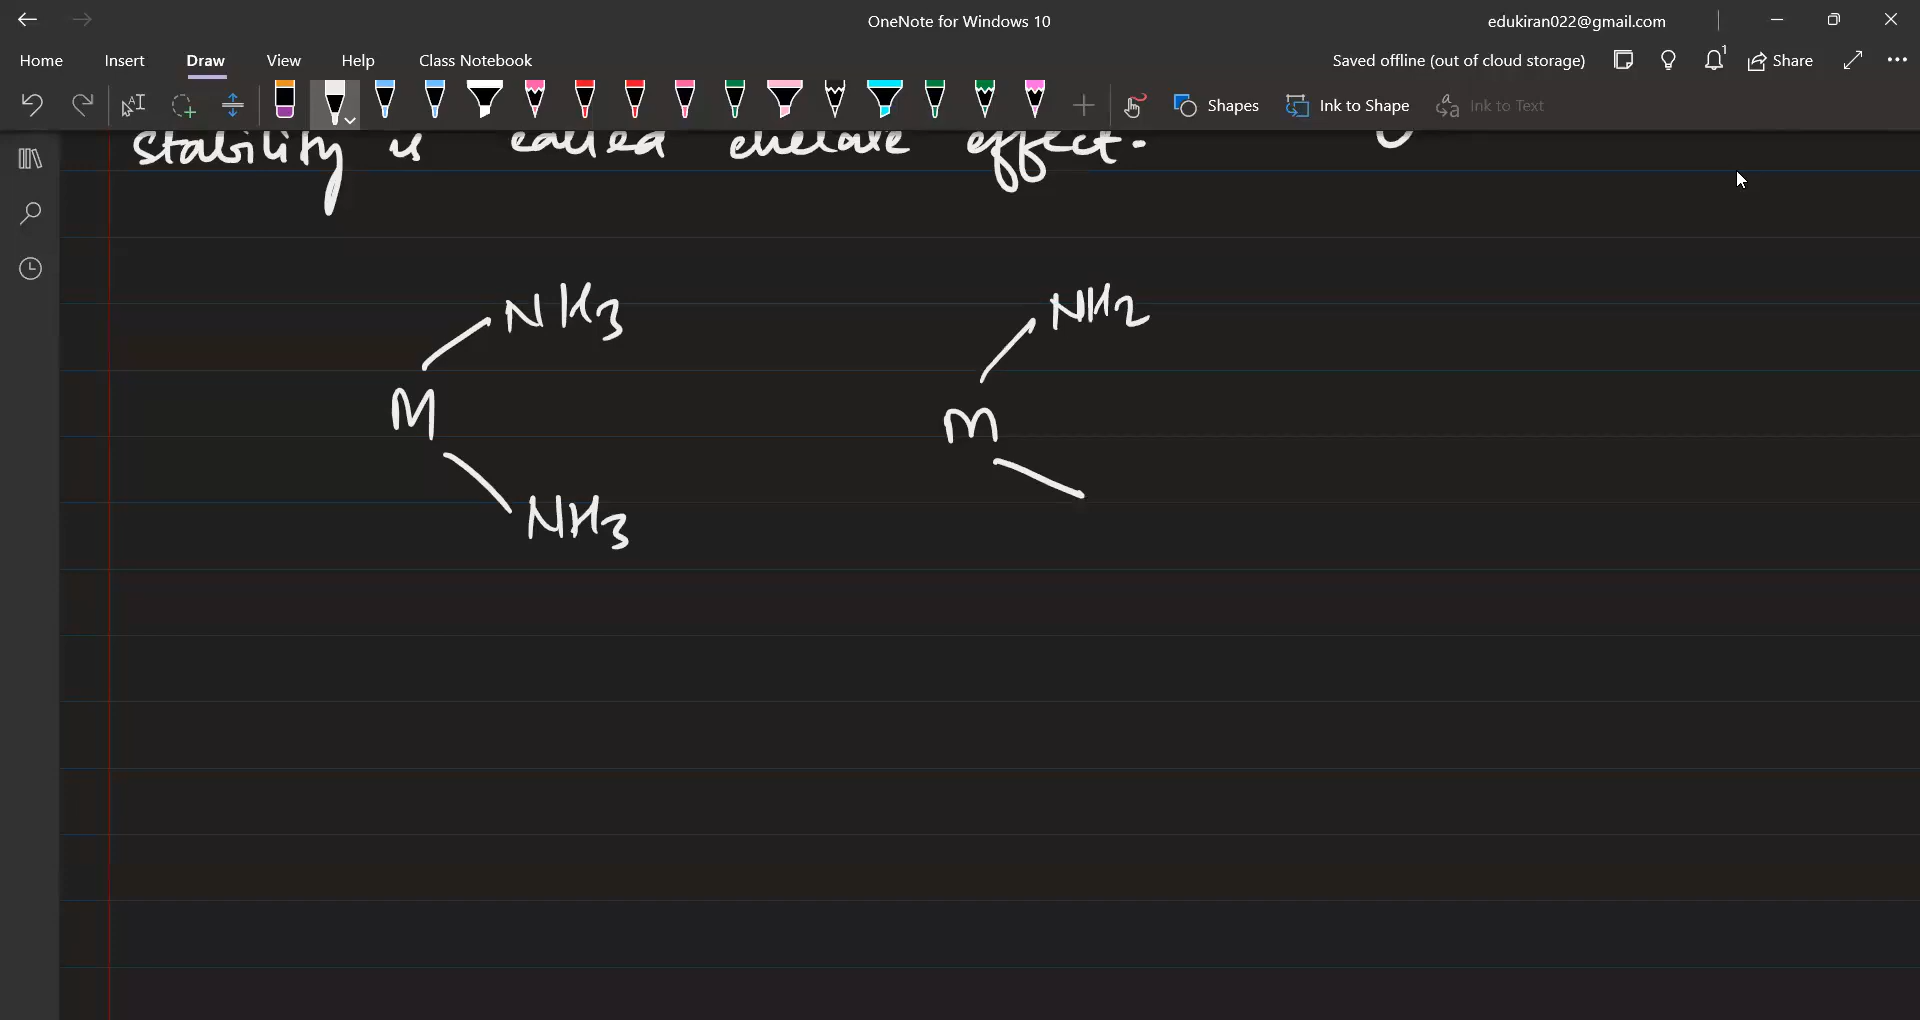 OneNote for Windows 10
edukiran022@gmail.com
Home Insert Draw View Help Class Notebook
Saved offline (out of cloud storage)
1
Share
Shapes
Ink to Shape
Ink to Text
stability is called chelate effect.
NH3
NH2
M
M
NH3